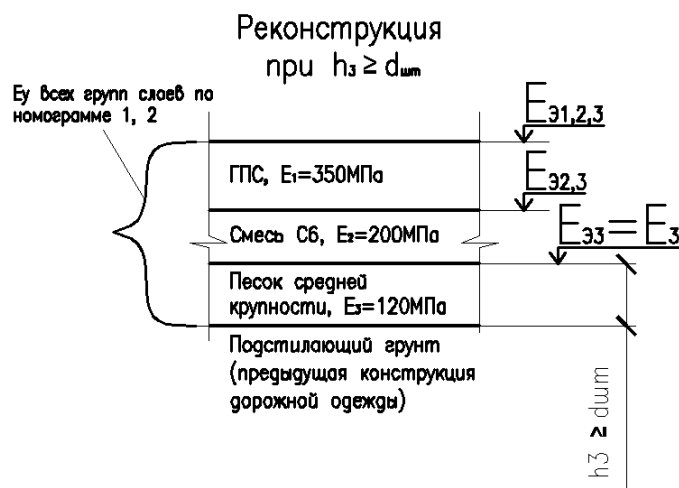 Реконструкция
при h₃ ≥ dшт
Еу всех групп слоев по
номограмме 1, 2
Eэ1,2,3
ГПС, E₁=350МПа
Eэ2,3
Смесь С6, E₂=200МПа
Eэ3=E₃
Песок средней
крупности, E₃=120МПа
Подстилающий грунт
(предыдущая конструкция
дорожной одежды)
h3 ≥ dшт